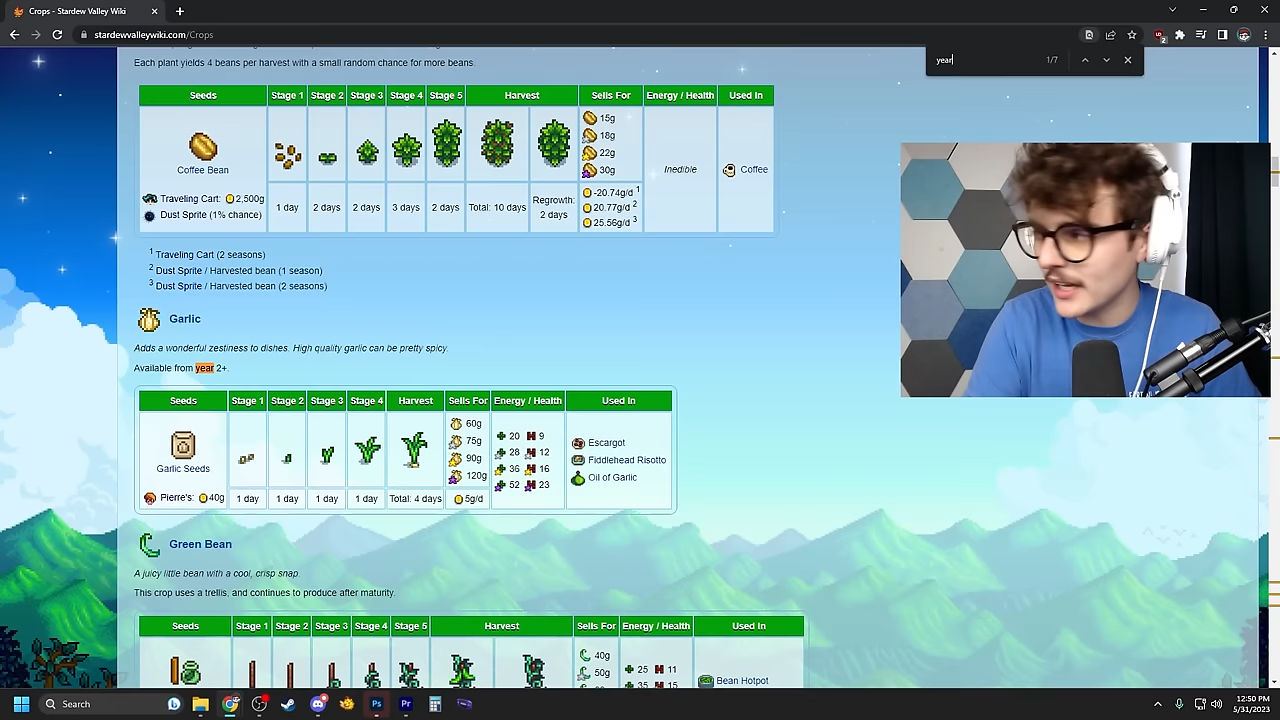 Crops - Stardew Valley Wiki
stardewvalleywiki.com/Crops
2
year
1/7
Each plant yields 4 beans per harvest with a small random chance for more beans.
Seeds Stage 1 Stage 2 Stage 3 Stage 4 Stage 5 Harvest Sells For Energy / Health Used In
Coffee Bean
Traveling Cart: 2,500g
Dust Sprite (1% chance)
15g
18g
22g
30g
Inedible
Coffee
1 day 2 days 2 days 3 days 2 days Total: 10 days Regrowth:
2 days
-20.74g/d 1
20.77g/d 2
25.56g/d 3
1 Traveling Cart (2 seasons)
2 Dust Sprite / Harvested bean (1 season)
3 Dust Sprite / Harvested bean (2 seasons)
Garlic
Adds a wonderful zestiness to dishes. High quality garlic can be pretty spicy.
Available from year 2+.
Seeds Stage 1 Stage 2 Stage 3 Stage 4 Harvest Sells For Energy / Health Used In
Garlic Seeds
Pierre's: 40g
60g
75g
90g
120g
20 9
28 12
36 16
52 23
Escargot
Fiddlehead Risotto
Oil of Garlic
1 day 1 day 1 day 1 day Total: 4 days 5g/d
Green Bean
A juicy little bean with a cool, crisp snap.
This crop uses a trellis, and continues to produce after maturity.
Seeds Stage 1 Stage 2 Stage 3 Stage 4 Stage 5 Harvest Sells For Energy / Health Used In
40g
50g
25 11
35 15
Bean Hotpot
Search
Ps
Pr
12:50 PM
5/31/2023